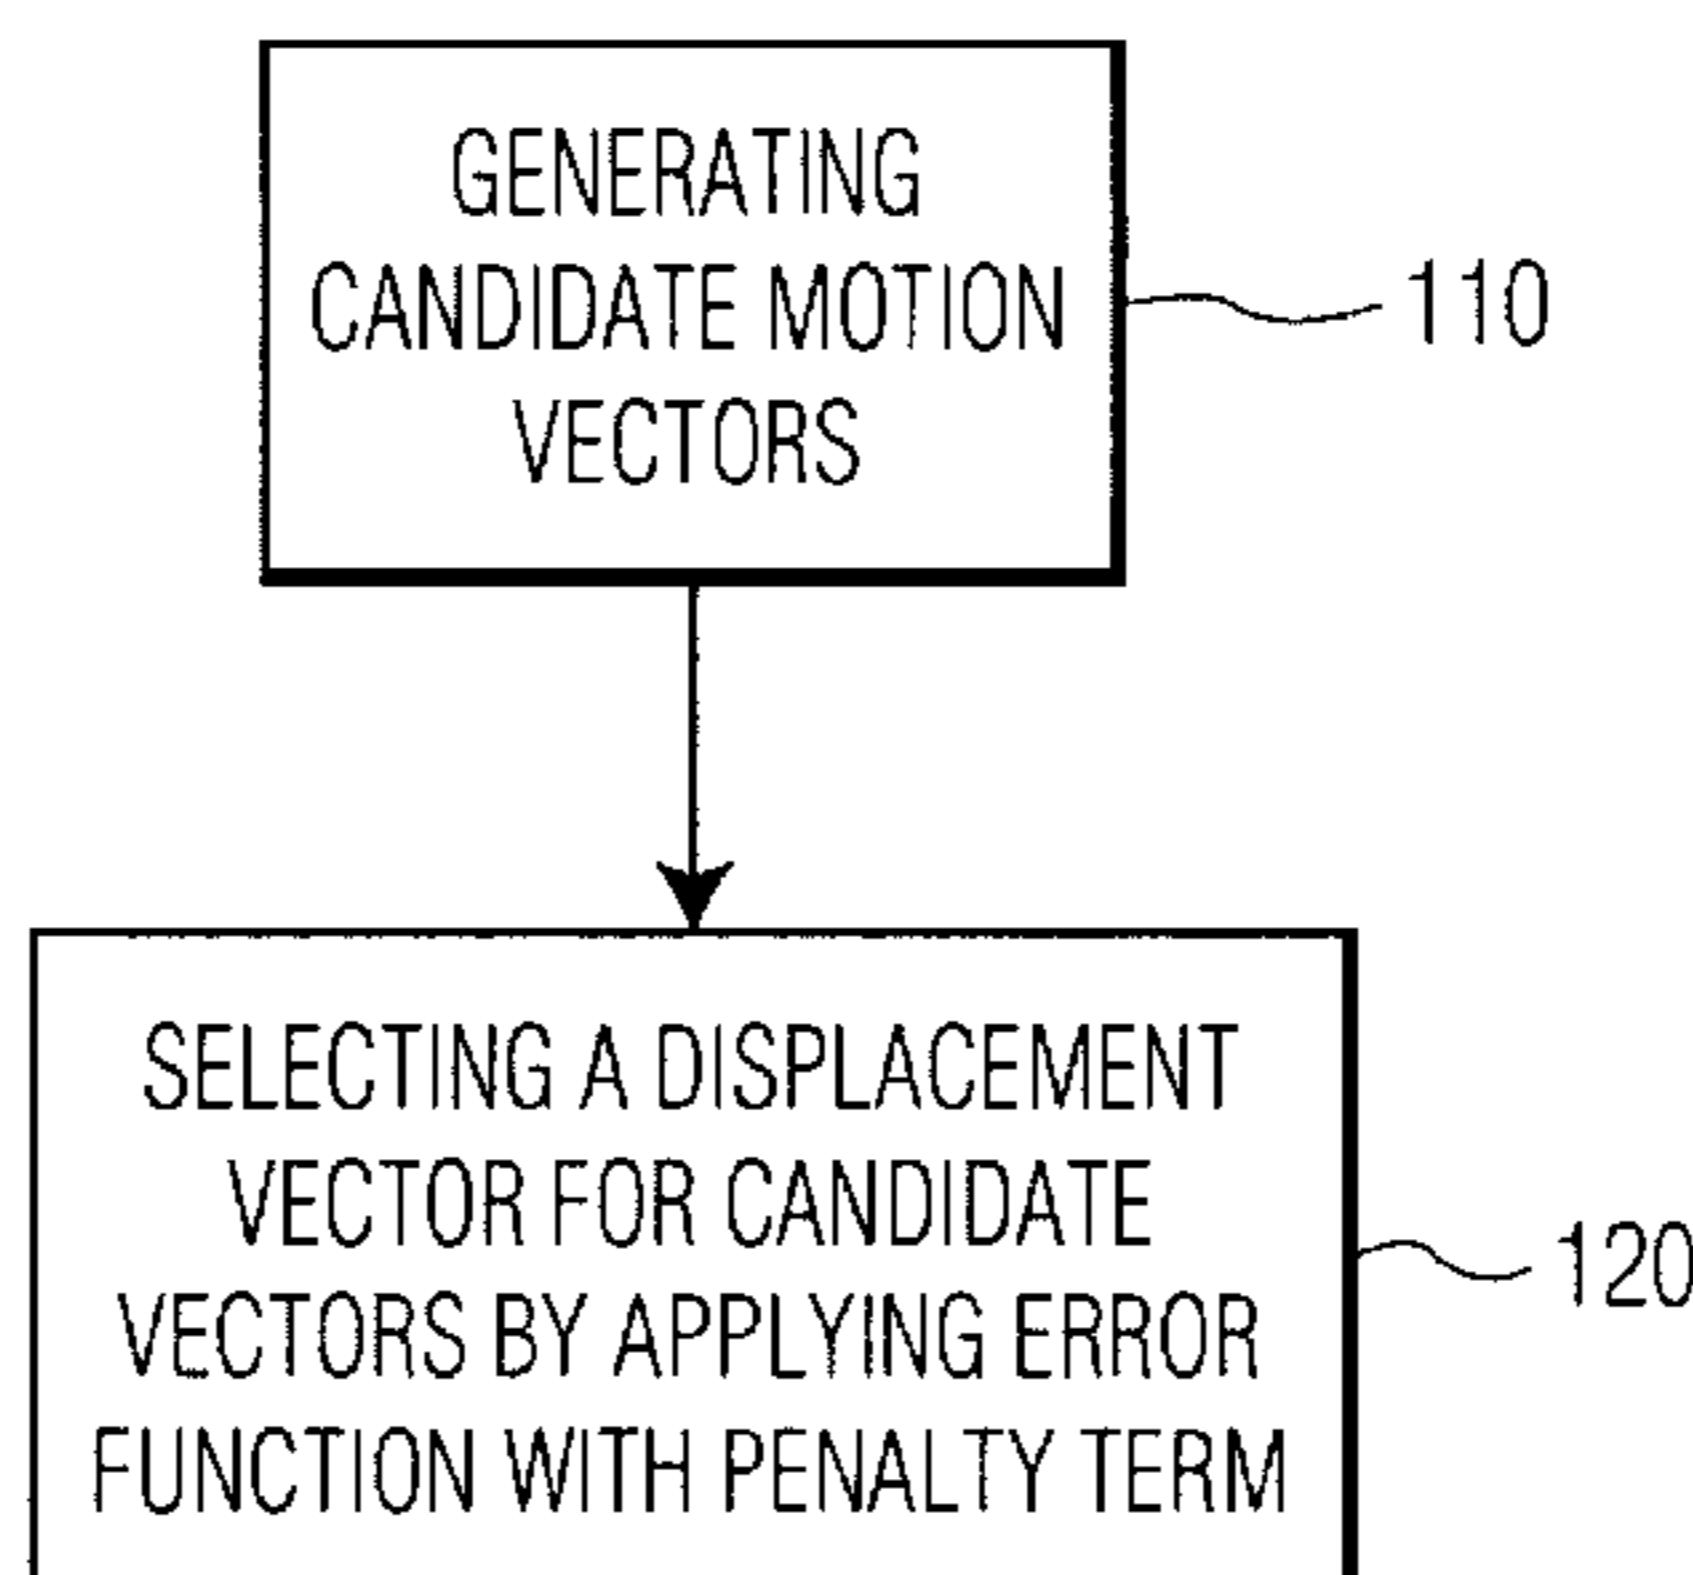 GENERATING
CANDIDATE MOTION
VECTORS
110
SELECTING A DISPLACEMENT
VECTOR FOR CANDIDATE
VECTORS BY APPLYING ERROR
FUNCTION WITH PENALTY TERM
120